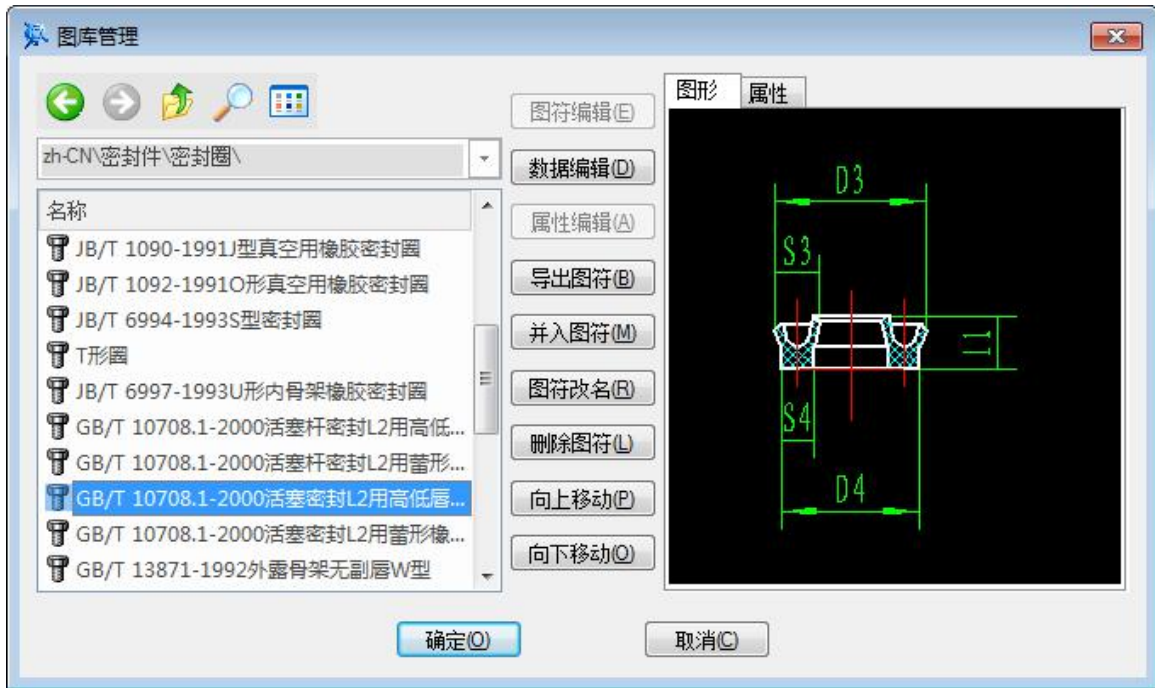 图库管理
zh-CN\密封件\密封圈\
名称
JB/T 1090-1991J型真空用橡胶密封圈
JB/T 1092-1991O形真空用橡胶密封圈
JB/T 6994-1993S型密封圈
T形圈
JB/T 6997-1993U形内骨架橡胶密封圈
GB/T 10708.1-2000活塞杆密封L2用高低...
GB/T 10708.1-2000活塞杆密封L2用蕾形...
GB/T 10708.1-2000活塞密封L2用高低唇...
GB/T 10708.1-2000活塞密封L2用蕾形橡...
GB/T 13871-1992外露骨架无副唇W型
图符编辑(E)
数据编辑(D)
属性编辑(A)
导出图符(B)
并入图符(M)
图符改名(R)
删除图符(L)
向上移动(P)
向下移动(O)
图形 属性
D3
S3
L1
S4
D4
确定(O) 取消(C)